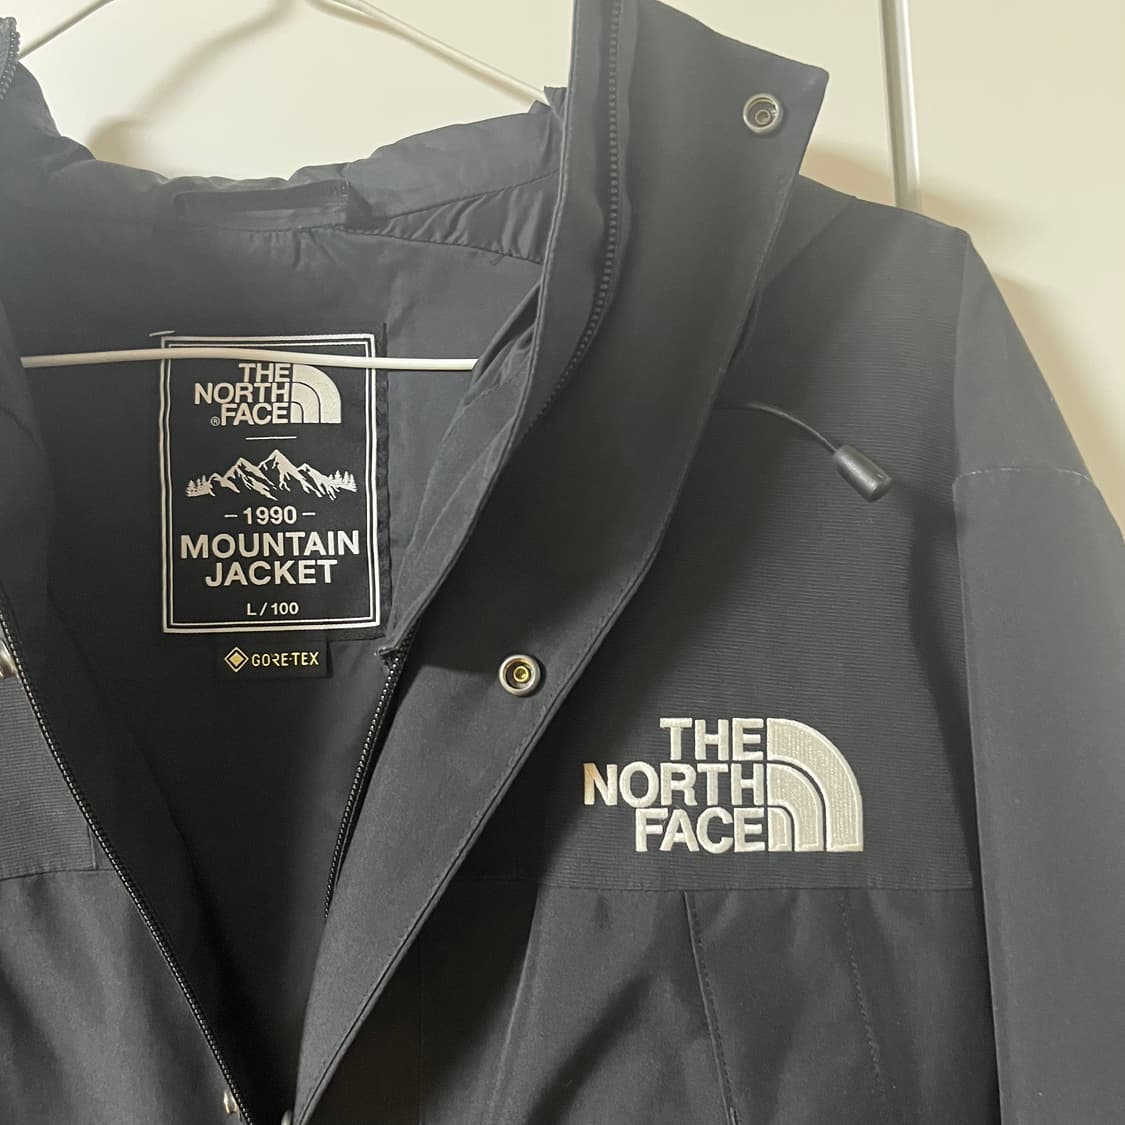 THE
NORTH
®FACE
-1990-
MOUNTAIN
JACKET
L/100
GORE-TEX
THE
NORTH
FACE